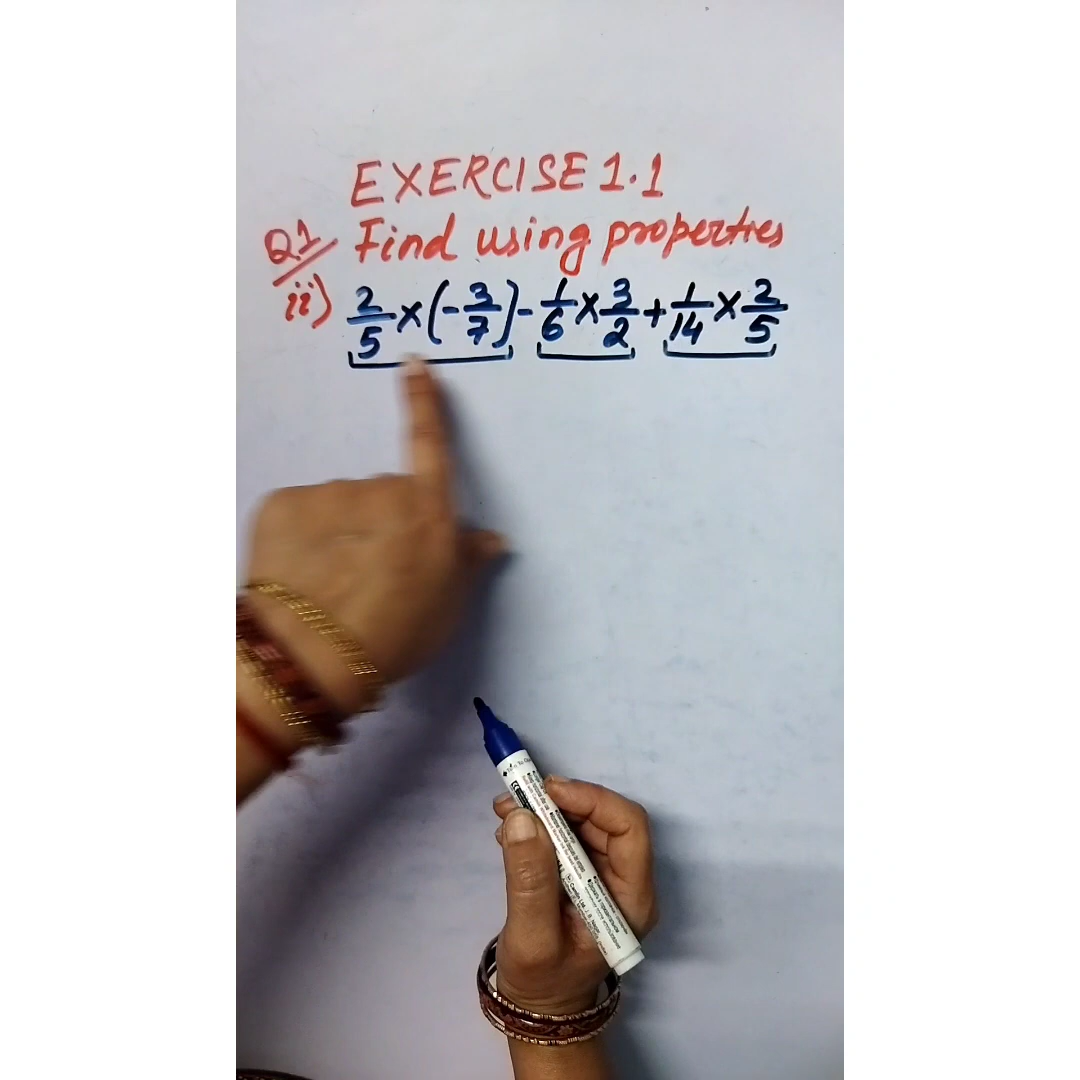 EXERCISE 1.1
Q1 Find using properties
ii) 2/5 × (-3/7) - 1/6 × 3/2 + 1/14 × 2/5